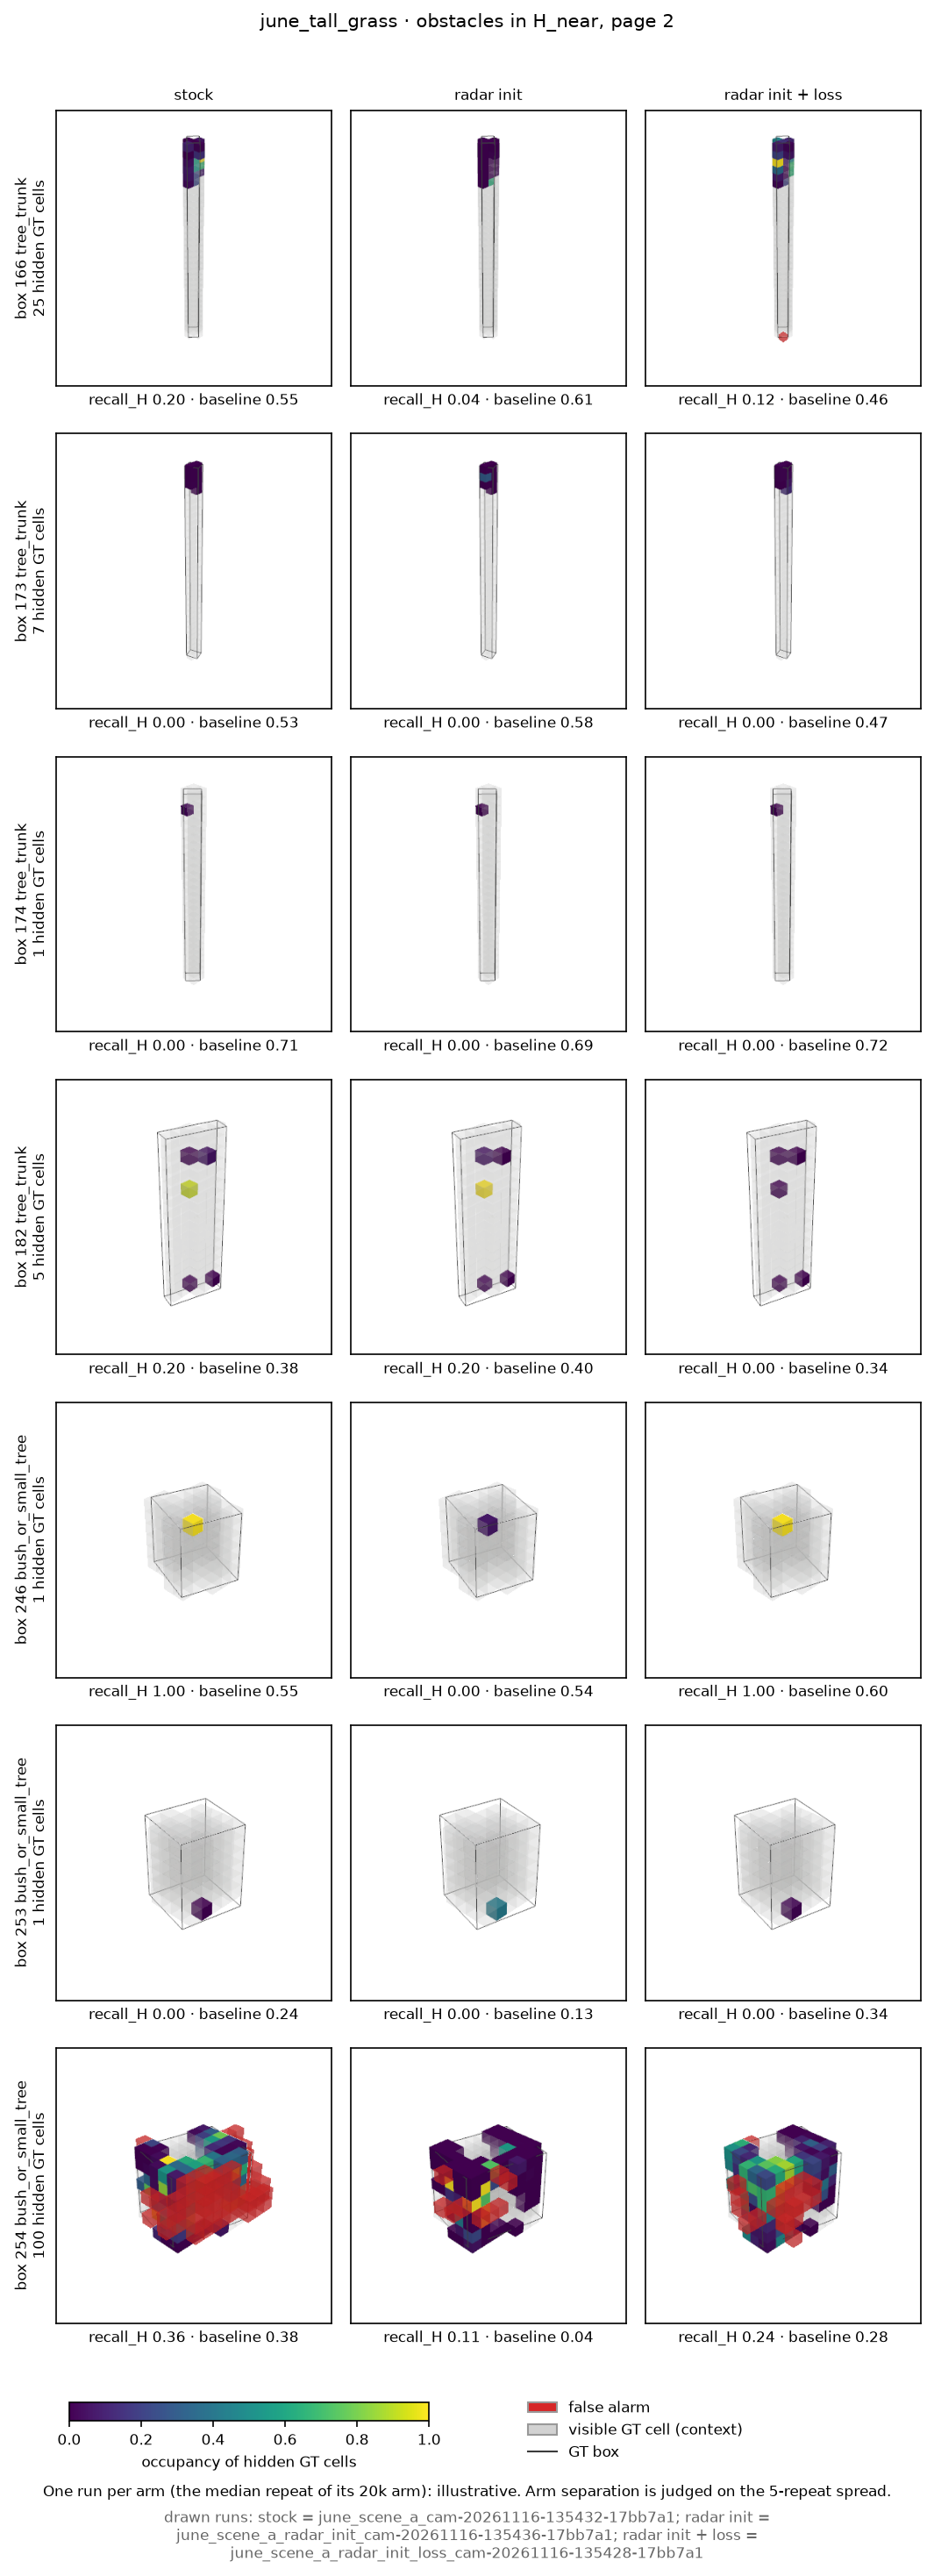 june_tall_grass · obstacles in H_near, page 2
stock
radar init
radar init + loss
box 166 tree_trunk
25 hidden GT cells
recall_H 0.20 · baseline 0.55
recall_H 0.04 · baseline 0.61
recall_H 0.12 · baseline 0.46
box 173 tree_trunk
7 hidden GT cells
recall_H 0.00 · baseline 0.53
recall_H 0.00 · baseline 0.58
recall_H 0.00 · baseline 0.47
box 174 tree_trunk
1 hidden GT cells
recall_H 0.00 · baseline 0.71
recall_H 0.00 · baseline 0.69
recall_H 0.00 · baseline 0.72
box 182 tree_trunk
5 hidden GT cells
recall_H 0.20 · baseline 0.38
recall_H 0.20 · baseline 0.40
recall_H 0.00 · baseline 0.34
box 246 bush_or_small_tree
1 hidden GT cells
recall_H 1.00 · baseline 0.55
recall_H 0.00 · baseline 0.54
recall_H 1.00 · baseline 0.60
box 253 bush_or_small_tree
1 hidden GT cells
recall_H 0.00 · baseline 0.24
recall_H 0.00 · baseline 0.13
recall_H 0.00 · baseline 0.34
box 254 bush_or_small_tree
100 hidden GT cells
recall_H 0.36 · baseline 0.38
recall_H 0.11 · baseline 0.04
recall_H 0.24 · baseline 0.28
0.0 0.2 0.4 0.6 0.8 1.0
occupancy of hidden GT cells
false alarm
visible GT cell (context)
GT box
One run per arm (the median repeat of its 20k arm): illustrative. Arm separation is judged on the 5-repeat spread.
drawn runs: stock = june_scene_a_cam-20261116-135432-17bb7a1; radar init =
june_scene_a_radar_init_cam-20261116-135436-17bb7a1; radar init + loss =
june_scene_a_radar_init_loss_cam-20261116-135428-17bb7a1